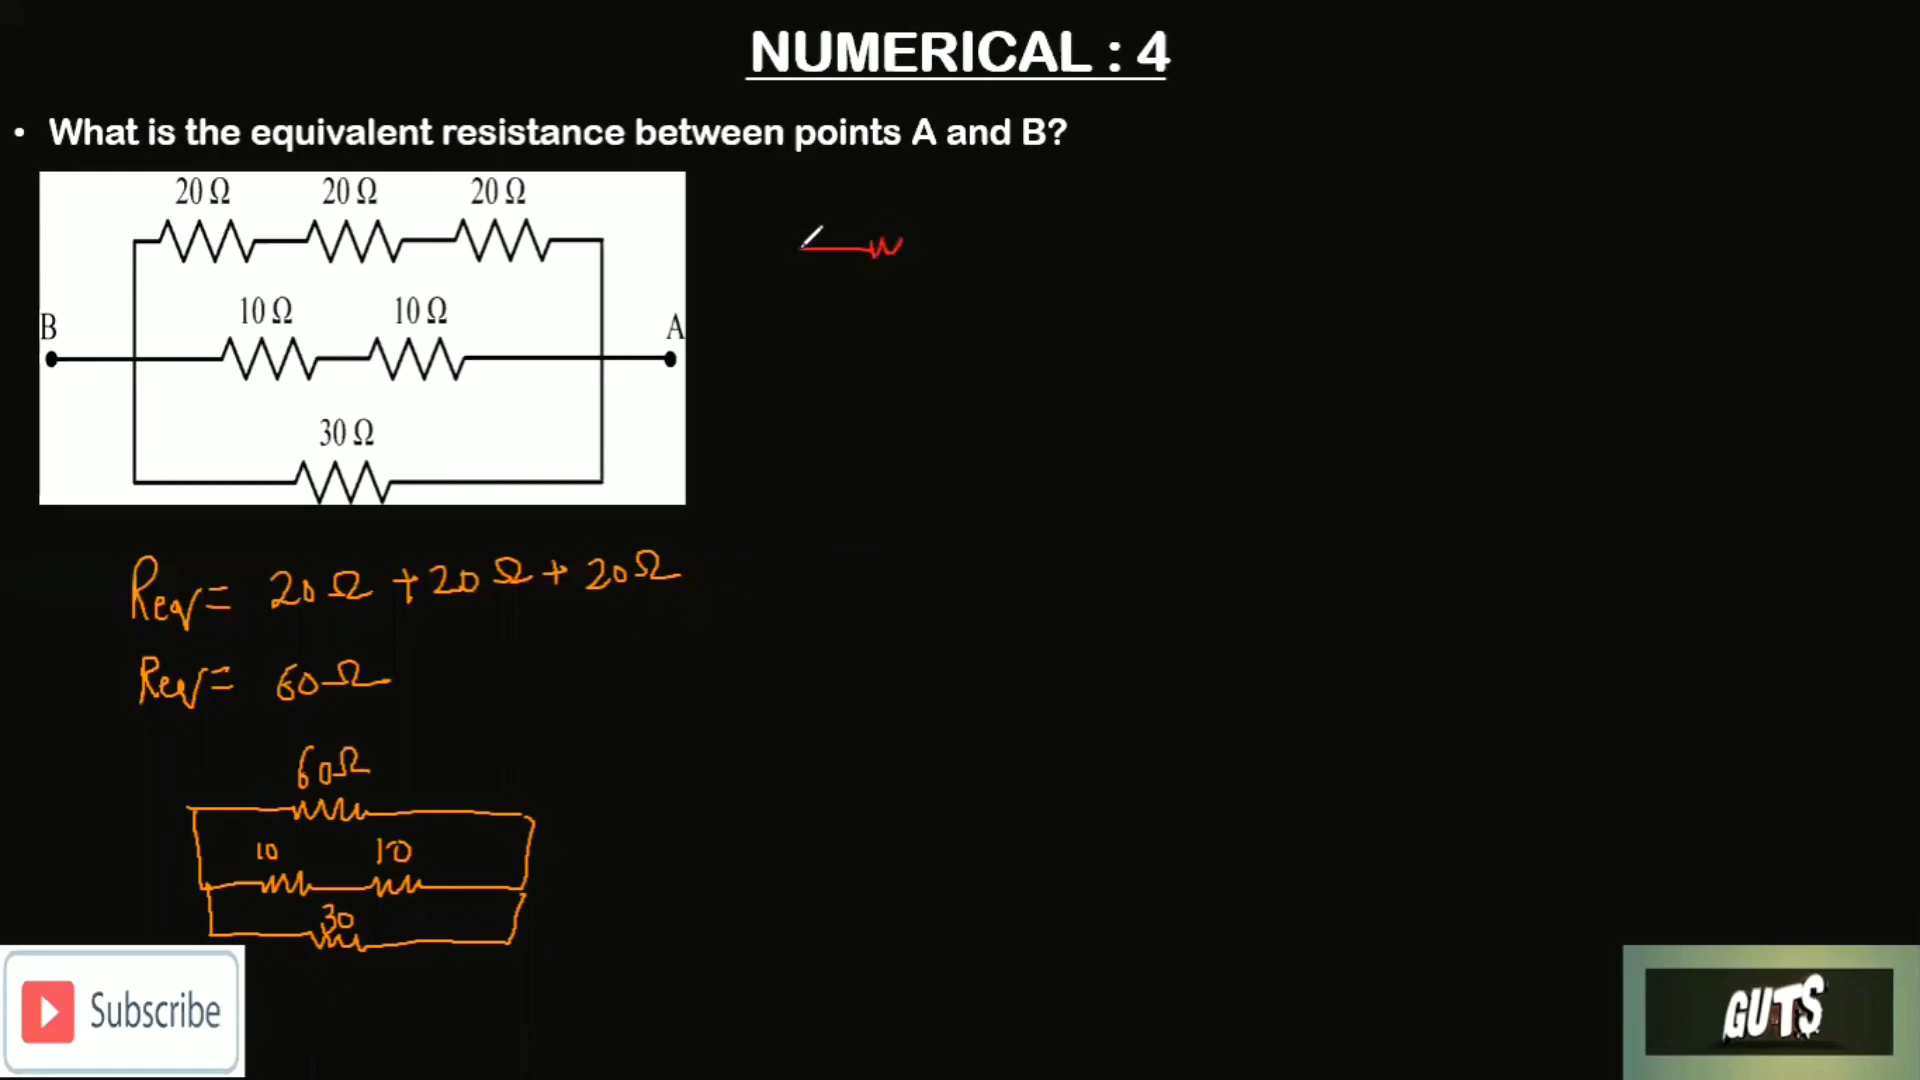 NUMERICAL : 4
• What is the equivalent resistance between points A and B?
20 Ω 20 Ω 20 Ω
10 Ω 10 Ω
B A
30 Ω
Req = 20 Ω + 20 Ω + 20 Ω
Req = 60 Ω
60 Ω
10 10
30
Subscribe
GUTS